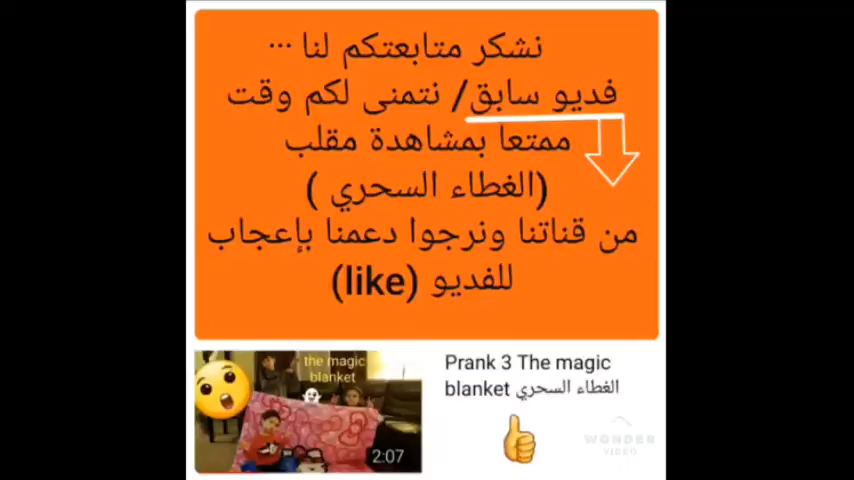 نشكر متابعتكم لنا ...
فديو سابق/ نتمنى لكم وقت
ممتعا بمشاهدة مقلب
(الغطاء السحري )
من قناتنا ونرجوا دعمنا بإعجاب
للفديو (like)
the magic
blanket
2:07
Prank 3 The magic
blanket الغطاء السحري
WONDER
VIDEO